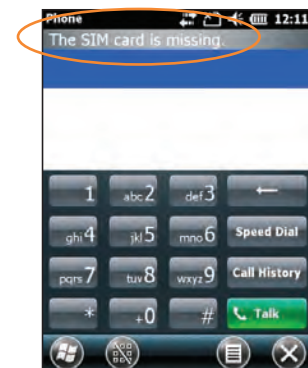 Phone 12:11
The SIM card is missing.
1 abc2 def3 ←
ghi4 jkl5 mno6 Speed Dial
pqrs7 tuv8 wxyz9 Call History
* +0 # Talk